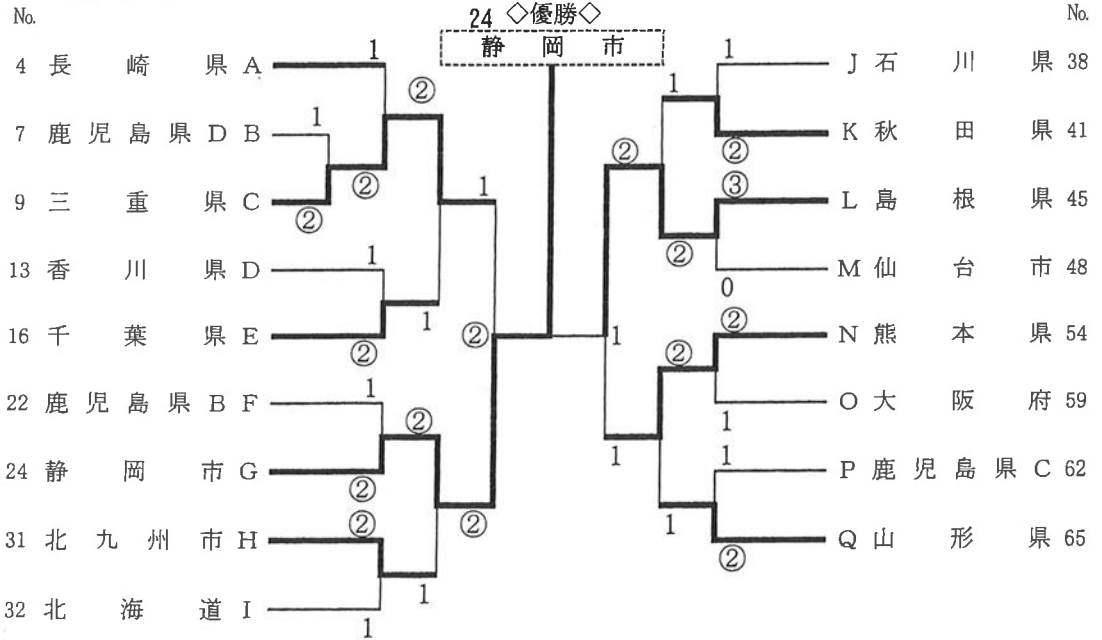 No. 24 ◇優勝◇ No.
静岡市
4 長崎県 A 1 1 J 石川県 38
② 1
7 鹿児島県D B 1 K 秋田県 41
② ② ②
9 三重県 C 1 ③ L 島根県 45
②
13 香川県 D 1 ② M 仙台市 48
0
16 千葉県 E 1 ② 1 ② N 熊本県 54
② ②
22 鹿児島県B F 1 O 大阪府 59
② 1 1
24 静岡市 G 1 P 鹿児島県C 62
②
31 北九州市 H ② ② 1 Q 山形県 65
②
32 北海道 I 1
1